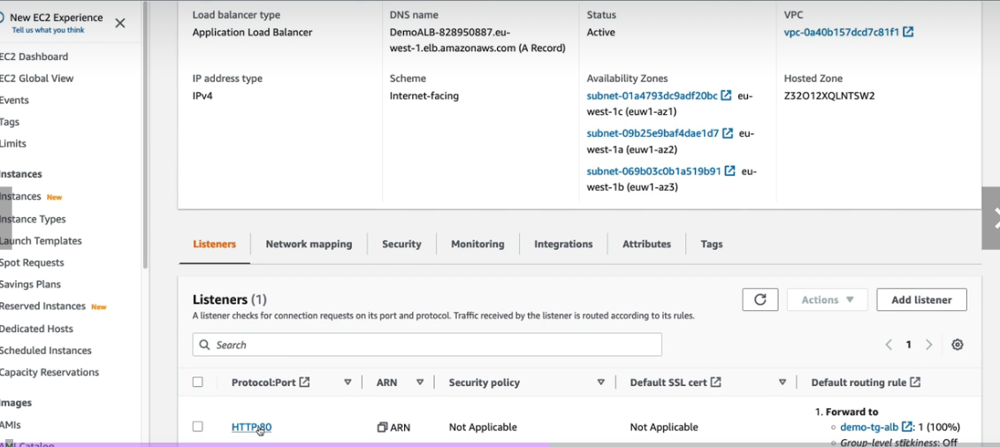 New EC2 Experience
Tell us what you think
EC2 Dashboard
EC2 Global View
Events
Tags
Limits
Instances
Instances New
Instance Types
Launch Templates
Spot Requests
Savings Plans
Reserved Instances New
Dedicated Hosts
Scheduled Instances
Capacity Reservations
Images
AMIs
AMI Catalog
Load balancer type
Application Load Balancer
DNS name
DemoALB-828950887.eu-
west-1.elb.amazonaws.com (A Record)
Status
Active
VPC
vpc-0a40b157dcd7c81f1
IP address type
IPv4
Scheme
Internet-facing
Availability Zones
subnet-01a4793dc9adf20bc eu-
west-1c (euw1-az1)
subnet-09b25e9baf4dae1d7 eu-
west-1a (euw1-az2)
subnet-069b03c0b1a519b91 eu-
west-1b (euw1-az3)
Hosted Zone
Z32O12XQLNTSW2
Listeners
Network mapping
Security
Monitoring
Integrations
Attributes
Tags
Listeners (1)
A listener checks for connection requests on its port and protocol. Traffic received by the listener is routed according to its rules.
Actions
Add listener
Search
1
Protocol:Port
ARN
Security policy
Default SSL cert
Default routing rule
HTTP:80
ARN
Not Applicable
Not Applicable
1. Forward to
demo-tg-alb: 1 (100%)
Group-level stickiness: Off